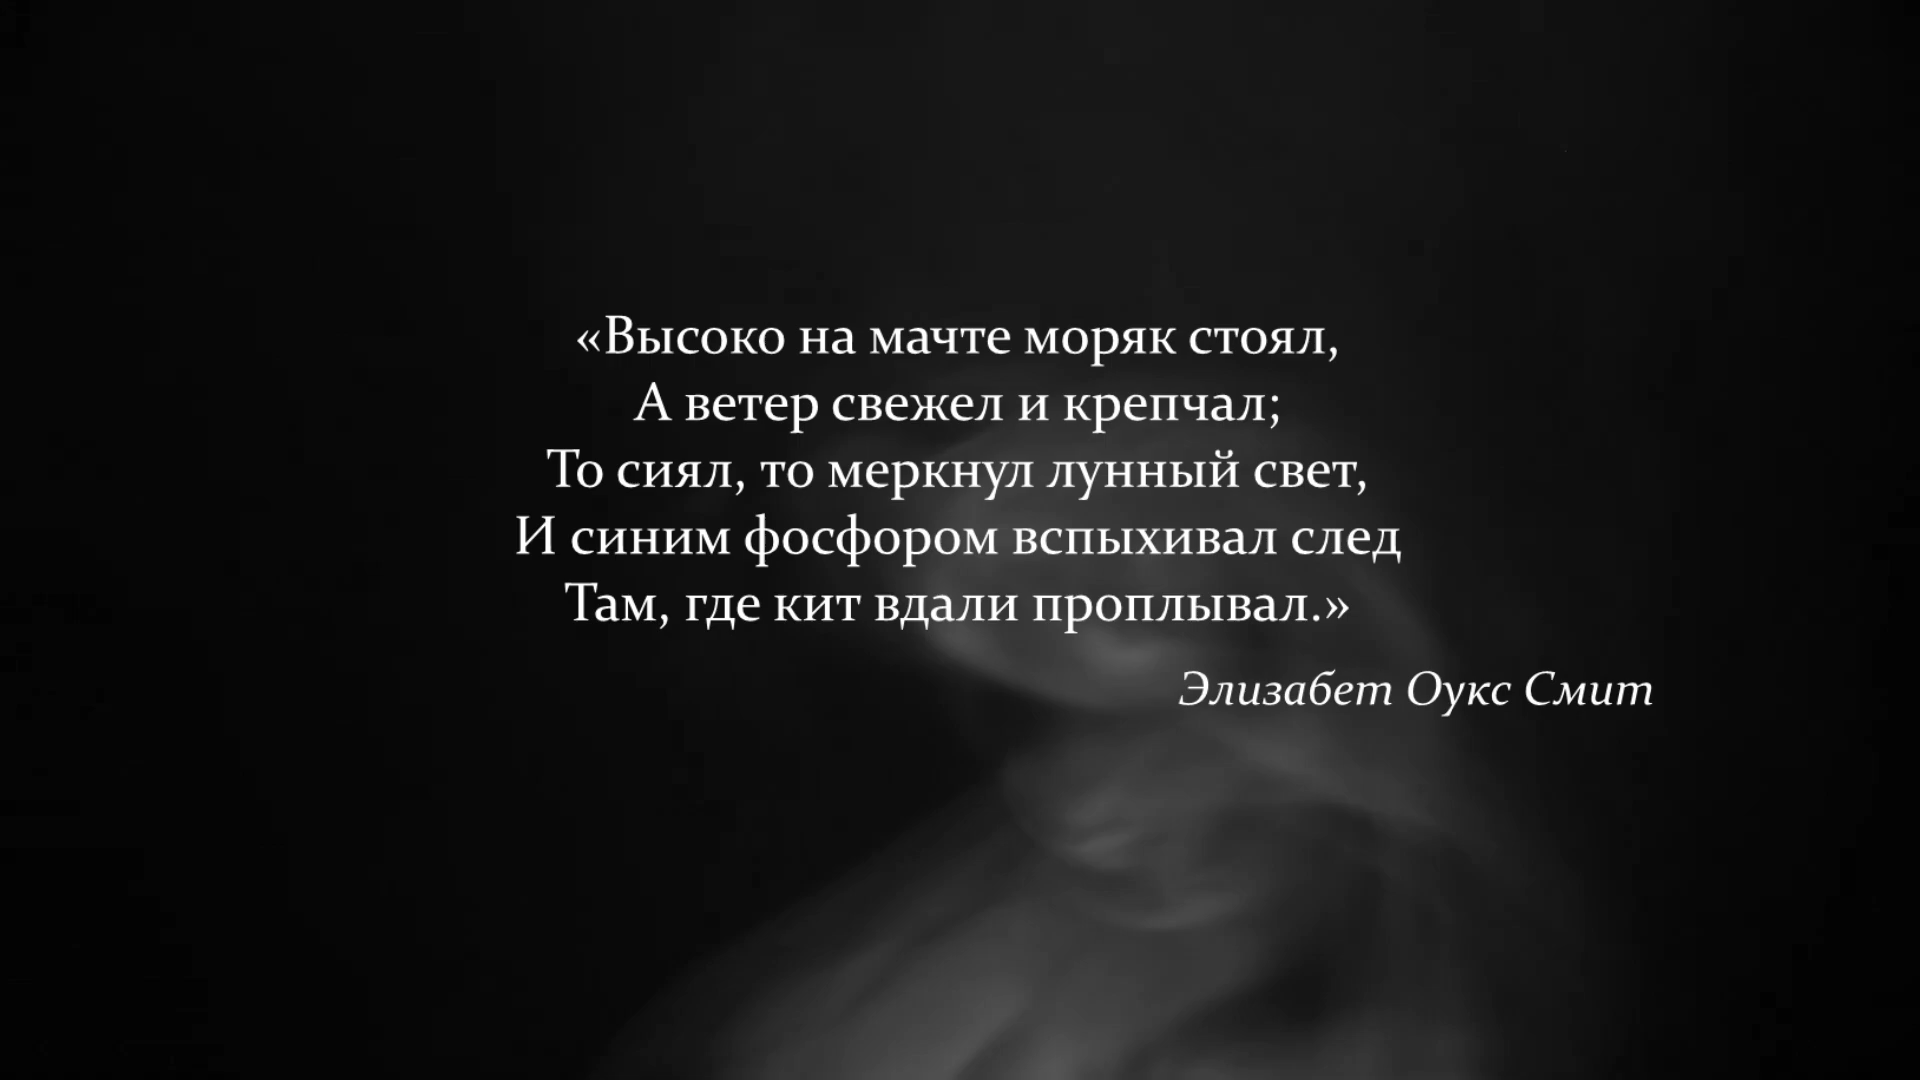 «Высоко на мачте моряк стоял,
А ветер свежел и крепчал;
То сиял, то меркнул лунный свет,
И синим фосфором вспыхивал след
Там, где кит вдали проплывал.»
Элизабет Оукс Смит